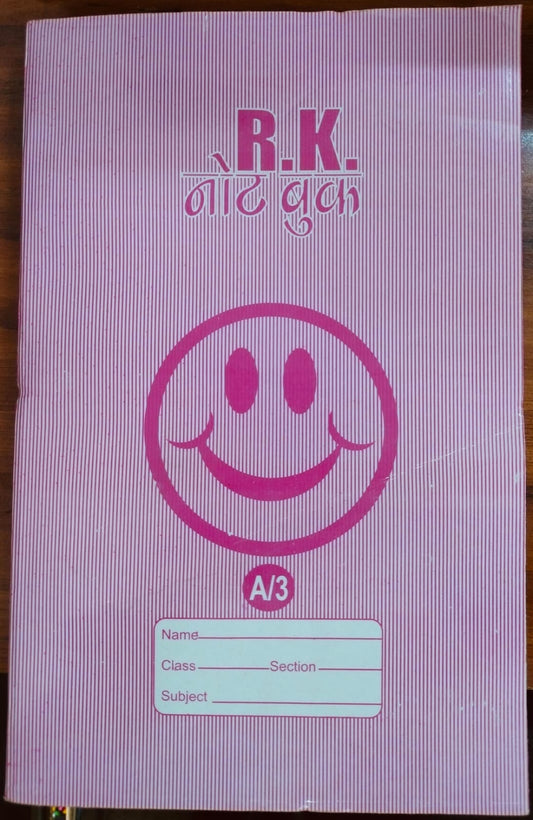 R.K.
नोट बुक
A/3
Name
Class Section
Subject